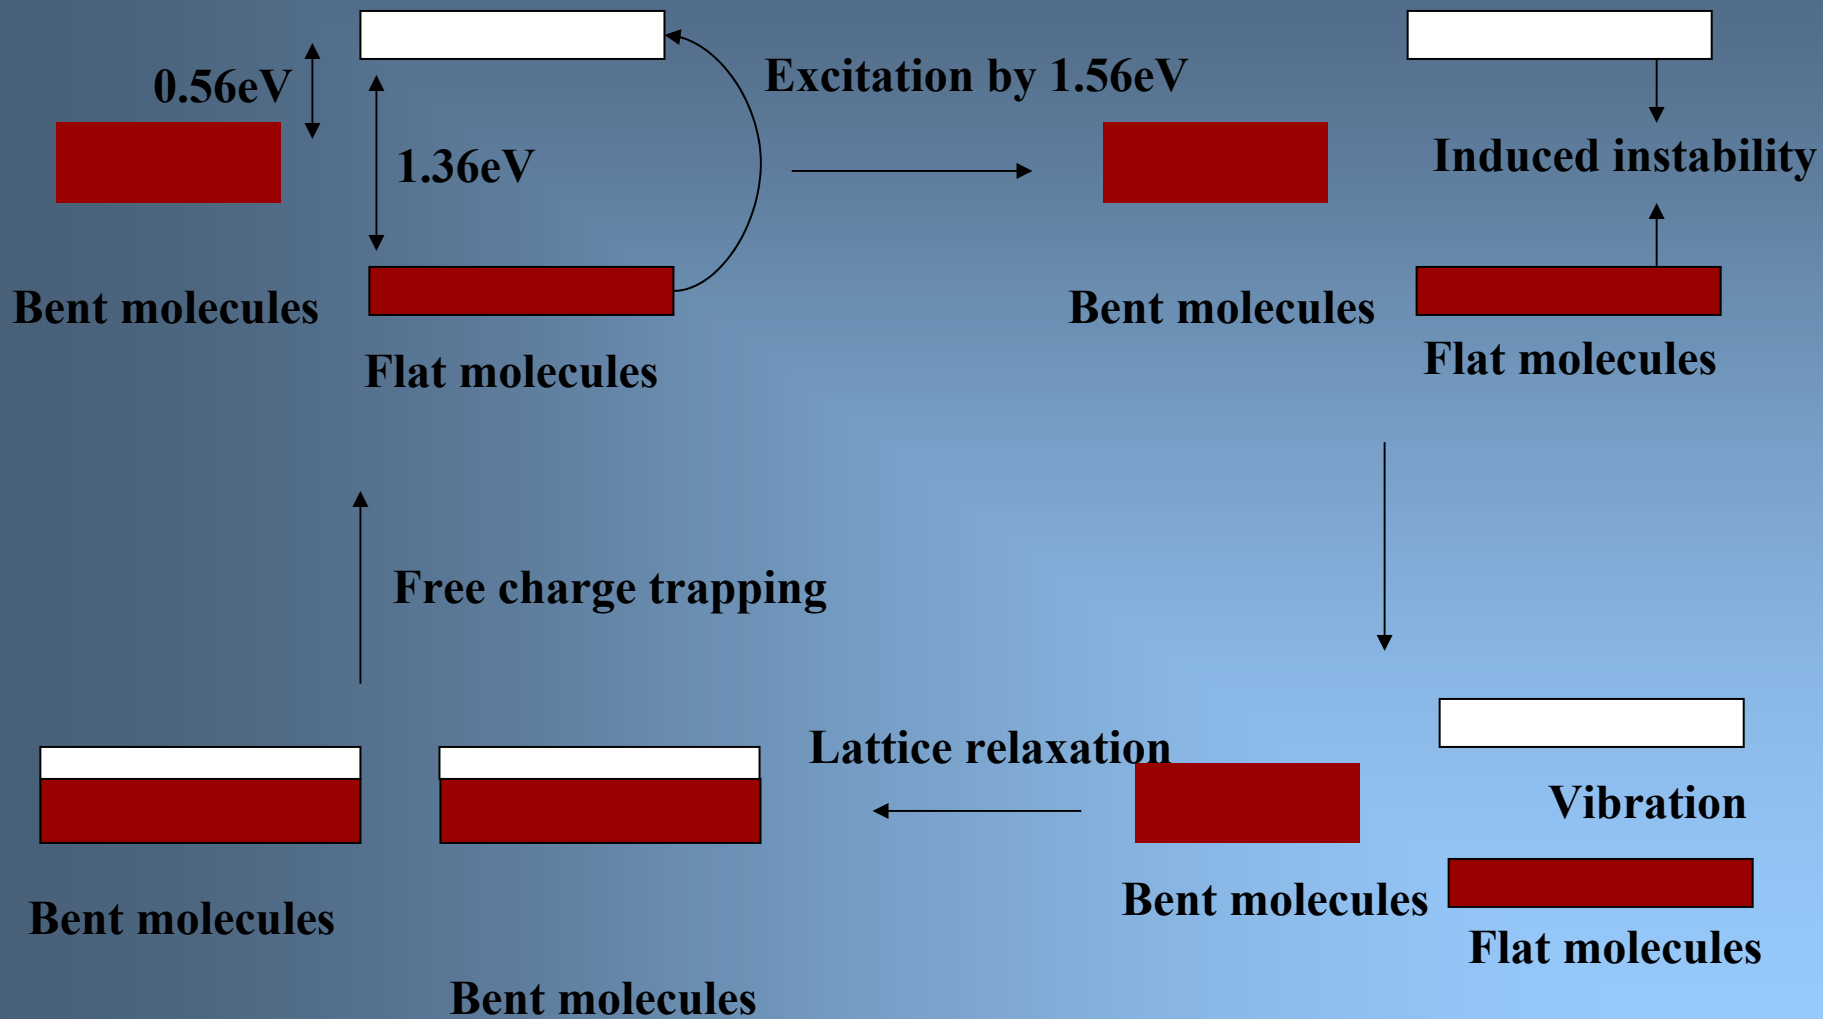 0.56eV
Excitation by 1.56eV
1.36eV
Induced instability
Bent molecules
Flat molecules
Bent molecules
Flat molecules
Free charge trapping
Lattice relaxation
Vibration
Bent molecules
Bent molecules
Flat molecules
Bent molecules